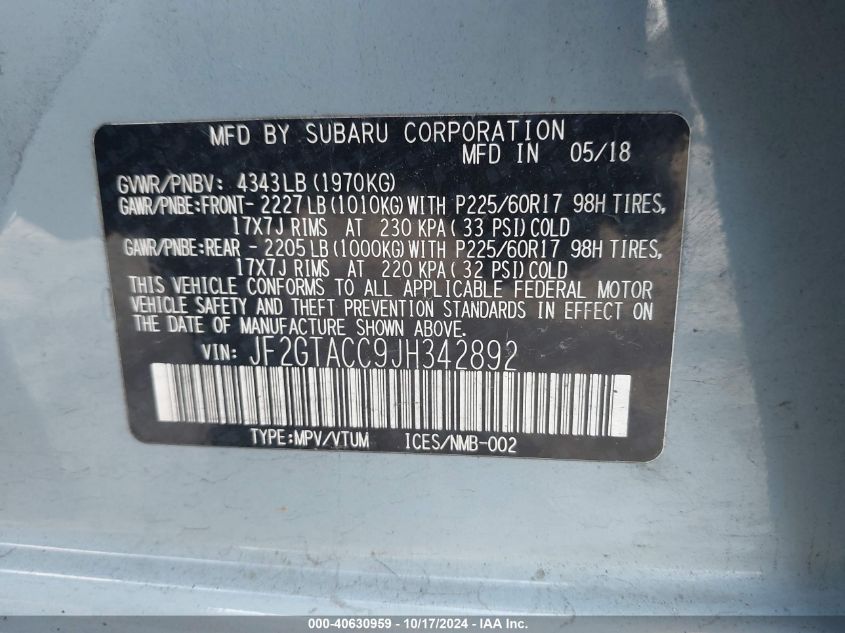 MFD BY SUBARU CORPORATION
MFD IN 05/18
GVWR/PNBV: 4343LB (1970KG)
GAWR/PNBE:FRONT- 2227LB (1010KG) WITH P225/60R17 98H TIRES,
17X7J RIMS AT 230 KPA ( 33 PSI) COLD
GAWR/PNBE:REAR - 2205LB (1000KG) WITH P225/60R17 98H TIRES,
17X7J RIMS AT 220 KPA ( 32 PSI) COLD
THIS VEHICLE CONFORMS TO ALL APPLICABLE FEDERAL MOTOR
VEHICLE SAFETY AND THEFT PREVENTION STANDARDS IN EFFECT ON
THE DATE OF MANUFACTURE SHOWN ABOVE.
VIN: JF2GTACC9JH342892
TYPE:MPV/VTUM ICES/NMB-002
000-40630959 - 10/17/2024 - IAA, Inc.